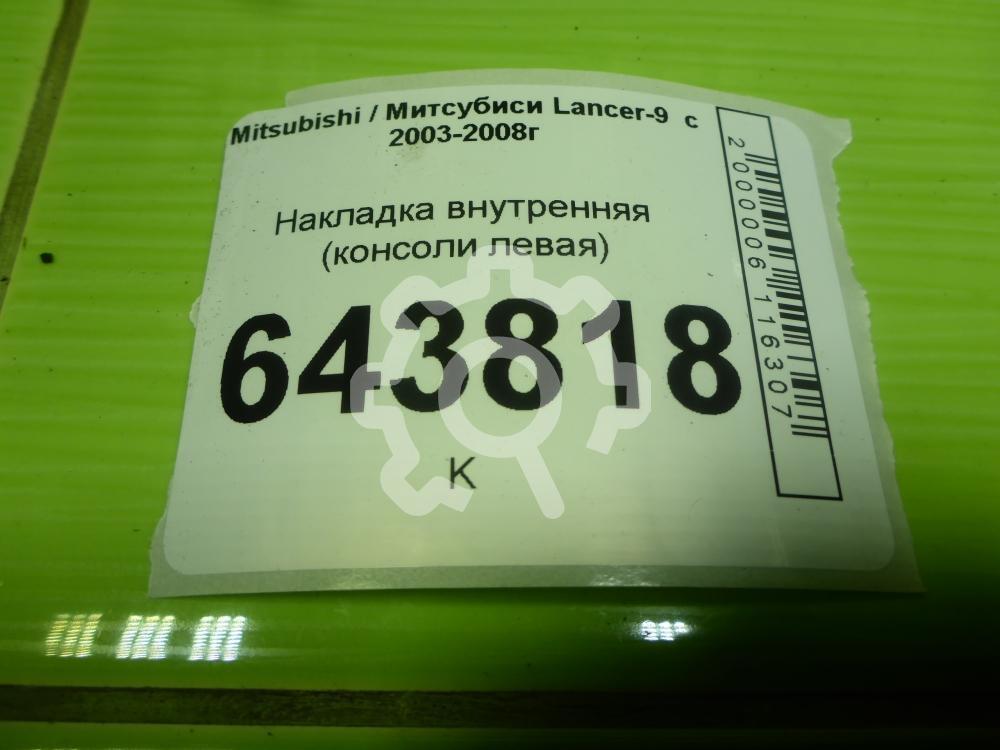 Mitsubishi / Митсубиси Lancer-9 с
2003-2008г
Накладка внутренняя
(консоли левая)
643818
К
2000006116307